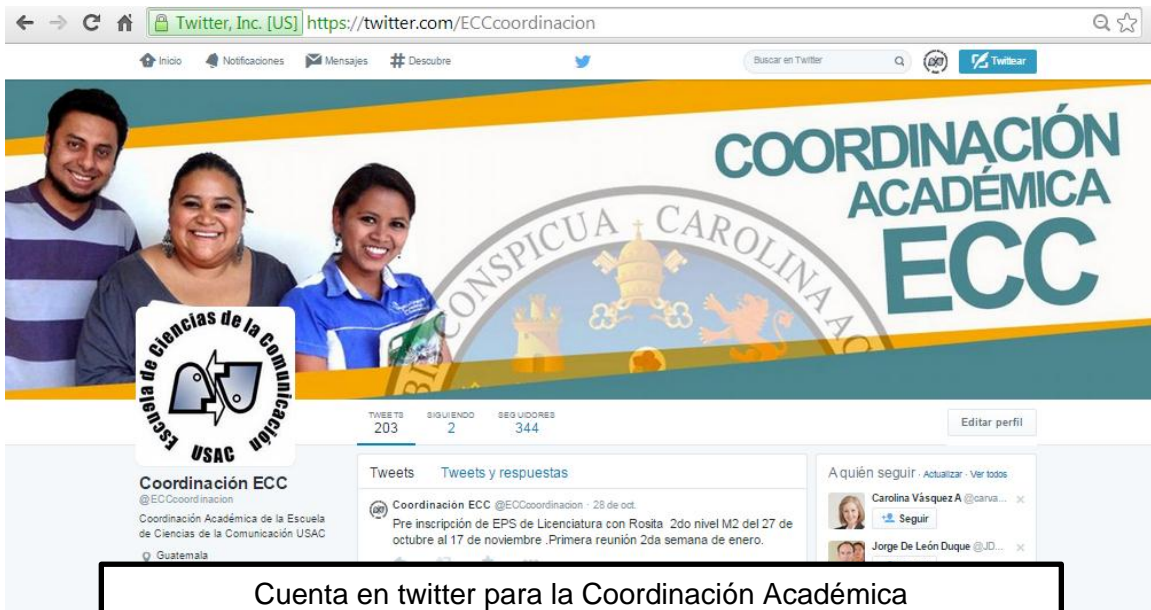 Twitter, Inc. [US] https://twitter.com/ECCcoordinacion
Inicio Notificaciones Mensajes Descubre Buscar en Twitter Twittear
COORDINACIÓN
ACADÉMICA
ECC
BIS CONSPICUA CAROLINA AC
Escuela de Ciencias de la Comunicación
USAC
TWEETS SIGUIENDO SEGUIDORES
203 2 344
Editar perfil
Coordinación ECC
@ECCcoordinacion
Coordinación Académica de la Escuela
de Ciencias de la Comunicación USAC
Guatemala
Tweets Tweets y respuestas
Coordinación ECC @ECCcoordinacion - 28 de oct.
Pre inscripción de EPS de Licenciatura con Rosita 2do nivel M2 del 27 de
octubre al 17 de noviembre .Primera reunión 2da semana de enero.
A quién seguir · Actualizar · Ver todos
Carolina Vásquez A @carva...
Seguir
Jorge De León Duque @JD...
Cuenta en twitter para la Coordinación Académica